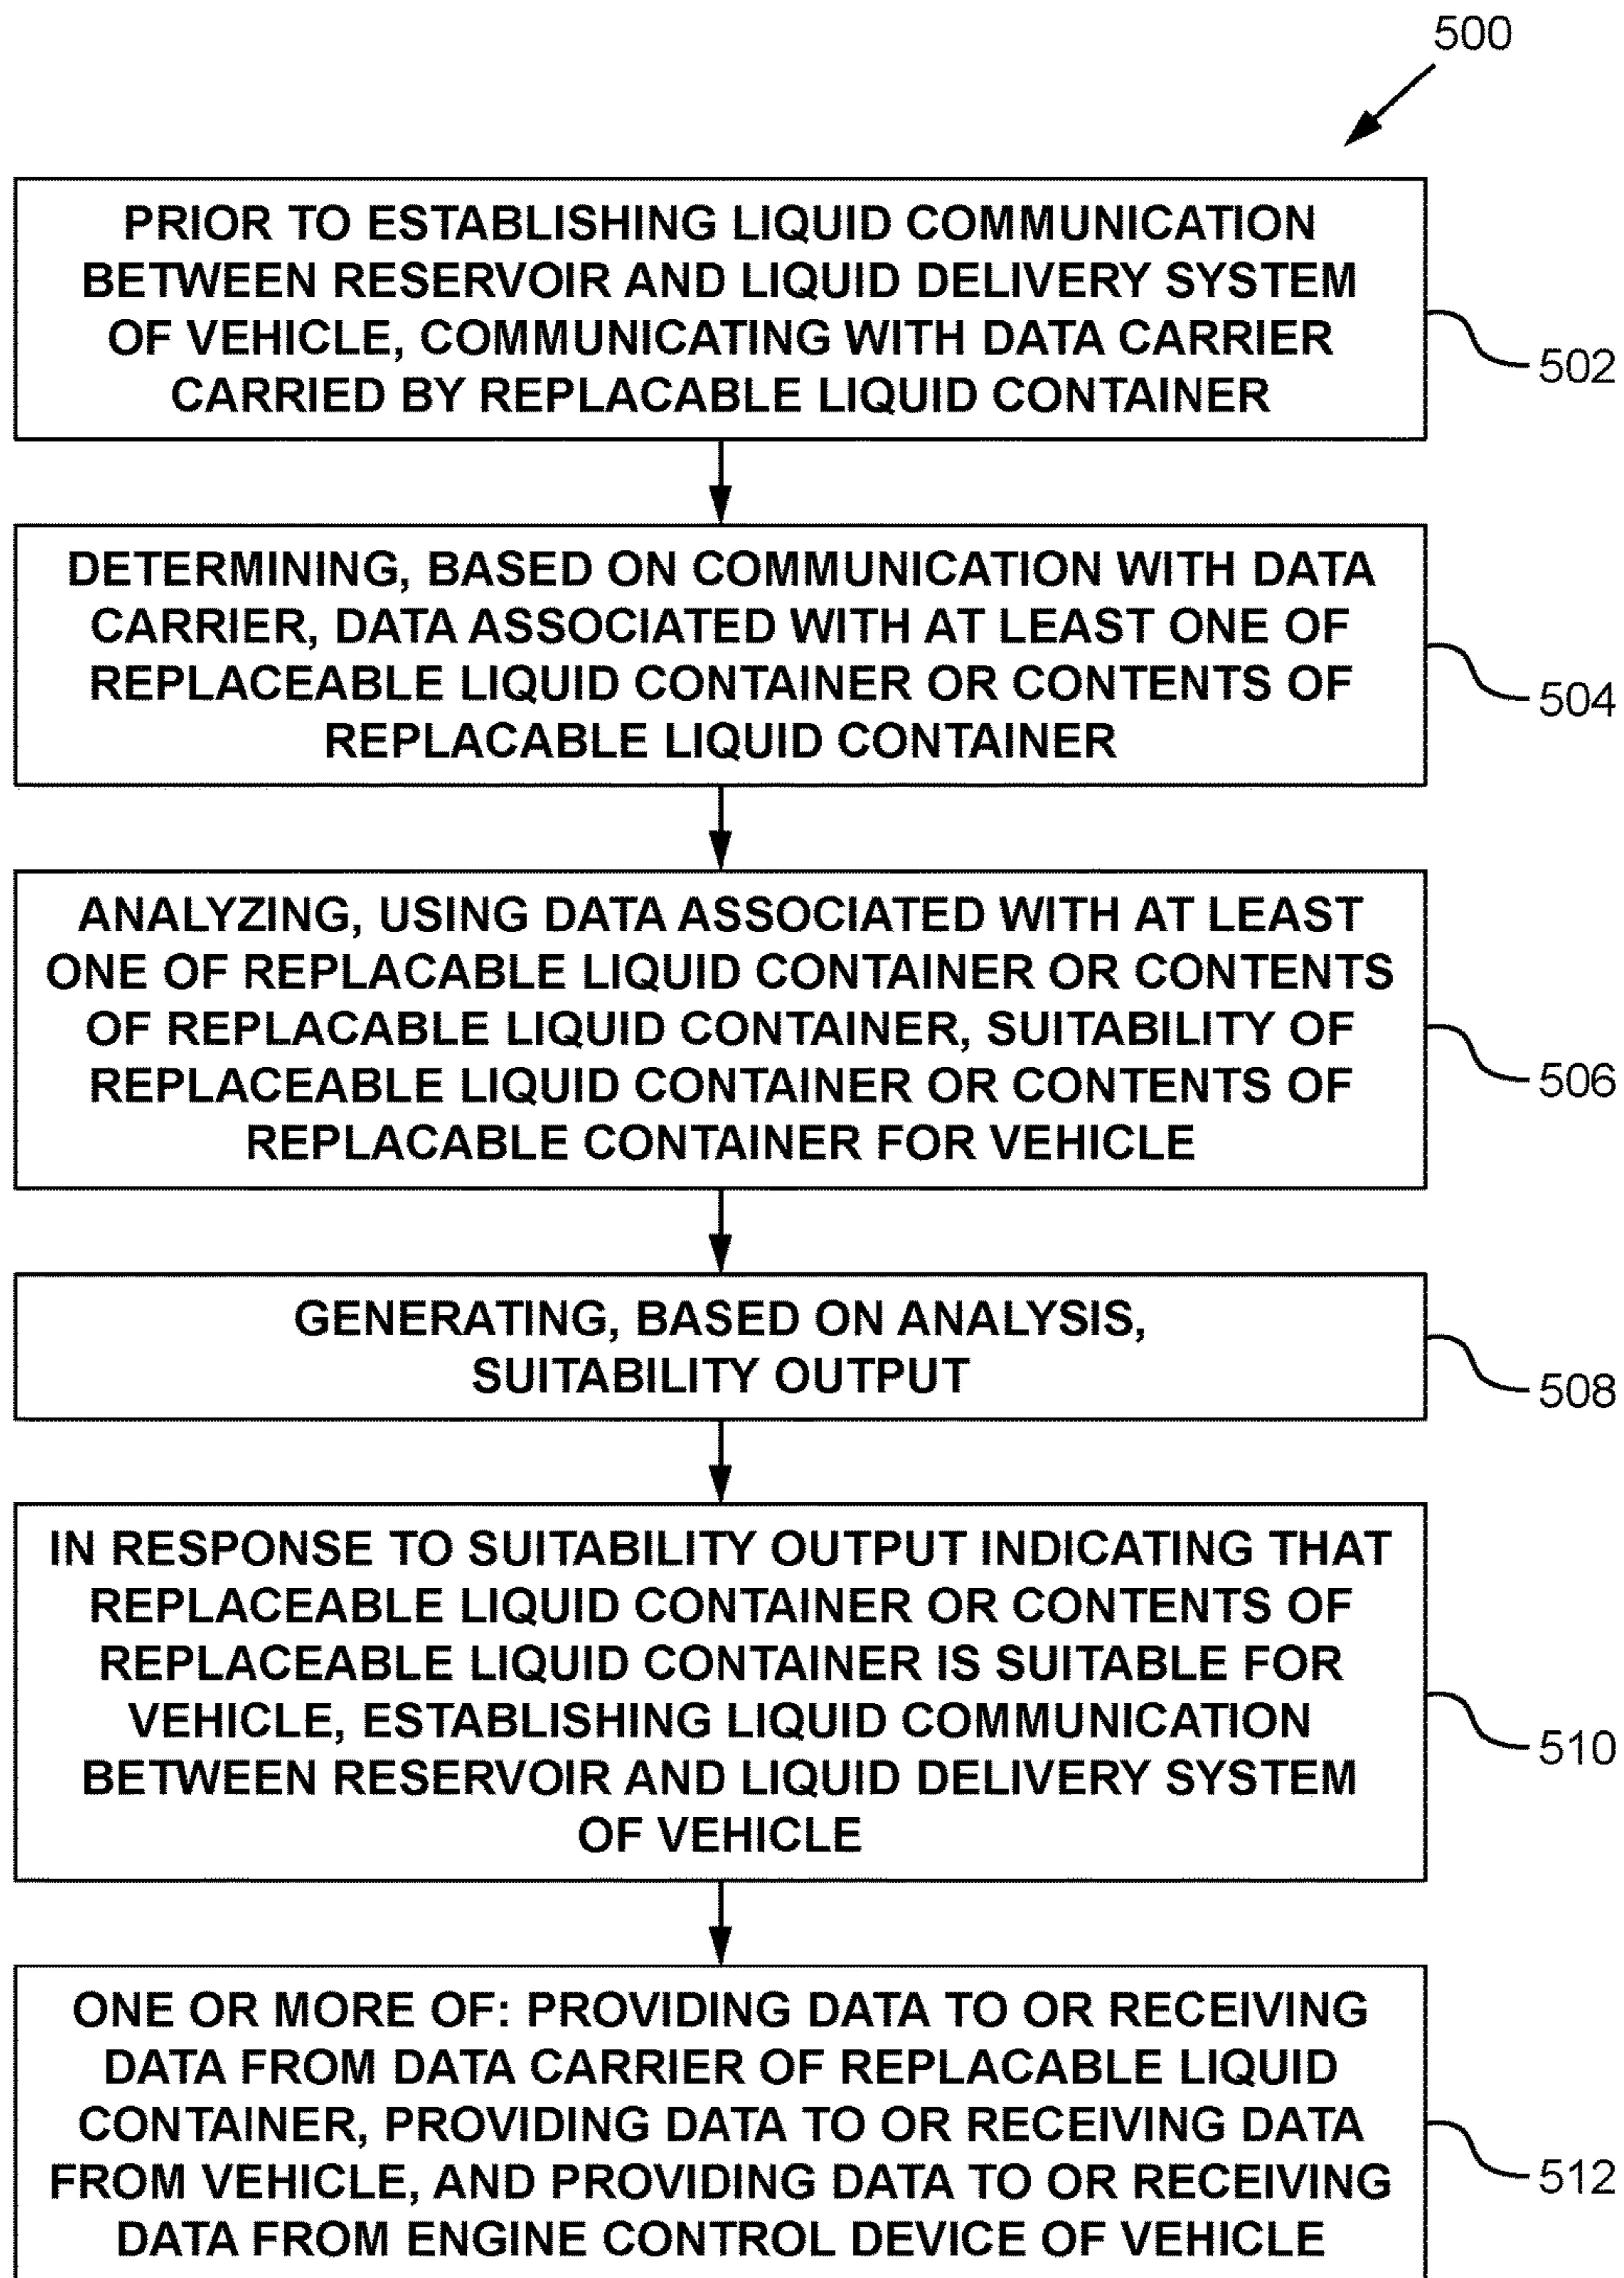 500
PRIOR TO ESTABLISHING LIQUID COMMUNICATION
BETWEEN RESERVOIR AND LIQUID DELIVERY SYSTEM
OF VEHICLE, COMMUNICATING WITH DATA CARRIER
CARRIED BY REPLACABLE LIQUID CONTAINER
502
DETERMINING, BASED ON COMMUNICATION WITH DATA
CARRIER, DATA ASSOCIATED WITH AT LEAST ONE OF
REPLACEABLE LIQUID CONTAINER OR CONTENTS OF
REPLACABLE LIQUID CONTAINER
504
ANALYZING, USING DATA ASSOCIATED WITH AT LEAST
ONE OF REPLACABLE LIQUID CONTAINER OR CONTENTS
OF REPLACABLE LIQUID CONTAINER, SUITABILITY OF
REPLACEABLE LIQUID CONTAINER OR CONTENTS OF
REPLACABLE CONTAINER FOR VEHICLE
506
GENERATING, BASED ON ANALYSIS,
SUITABILITY OUTPUT
508
IN RESPONSE TO SUITABILITY OUTPUT INDICATING THAT
REPLACEABLE LIQUID CONTAINER OR CONTENTS OF
REPLACEABLE LIQUID CONTAINER IS SUITABLE FOR
VEHICLE, ESTABLISHING LIQUID COMMUNICATION
BETWEEN RESERVOIR AND LIQUID DELIVERY SYSTEM
OF VEHICLE
510
ONE OR MORE OF: PROVIDING DATA TO OR RECEIVING
DATA FROM DATA CARRIER OF REPLACABLE LIQUID
CONTAINER, PROVIDING DATA TO OR RECEIVING DATA
FROM VEHICLE, AND PROVIDING DATA TO OR RECEIVING
DATA FROM ENGINE CONTROL DEVICE OF VEHICLE
512